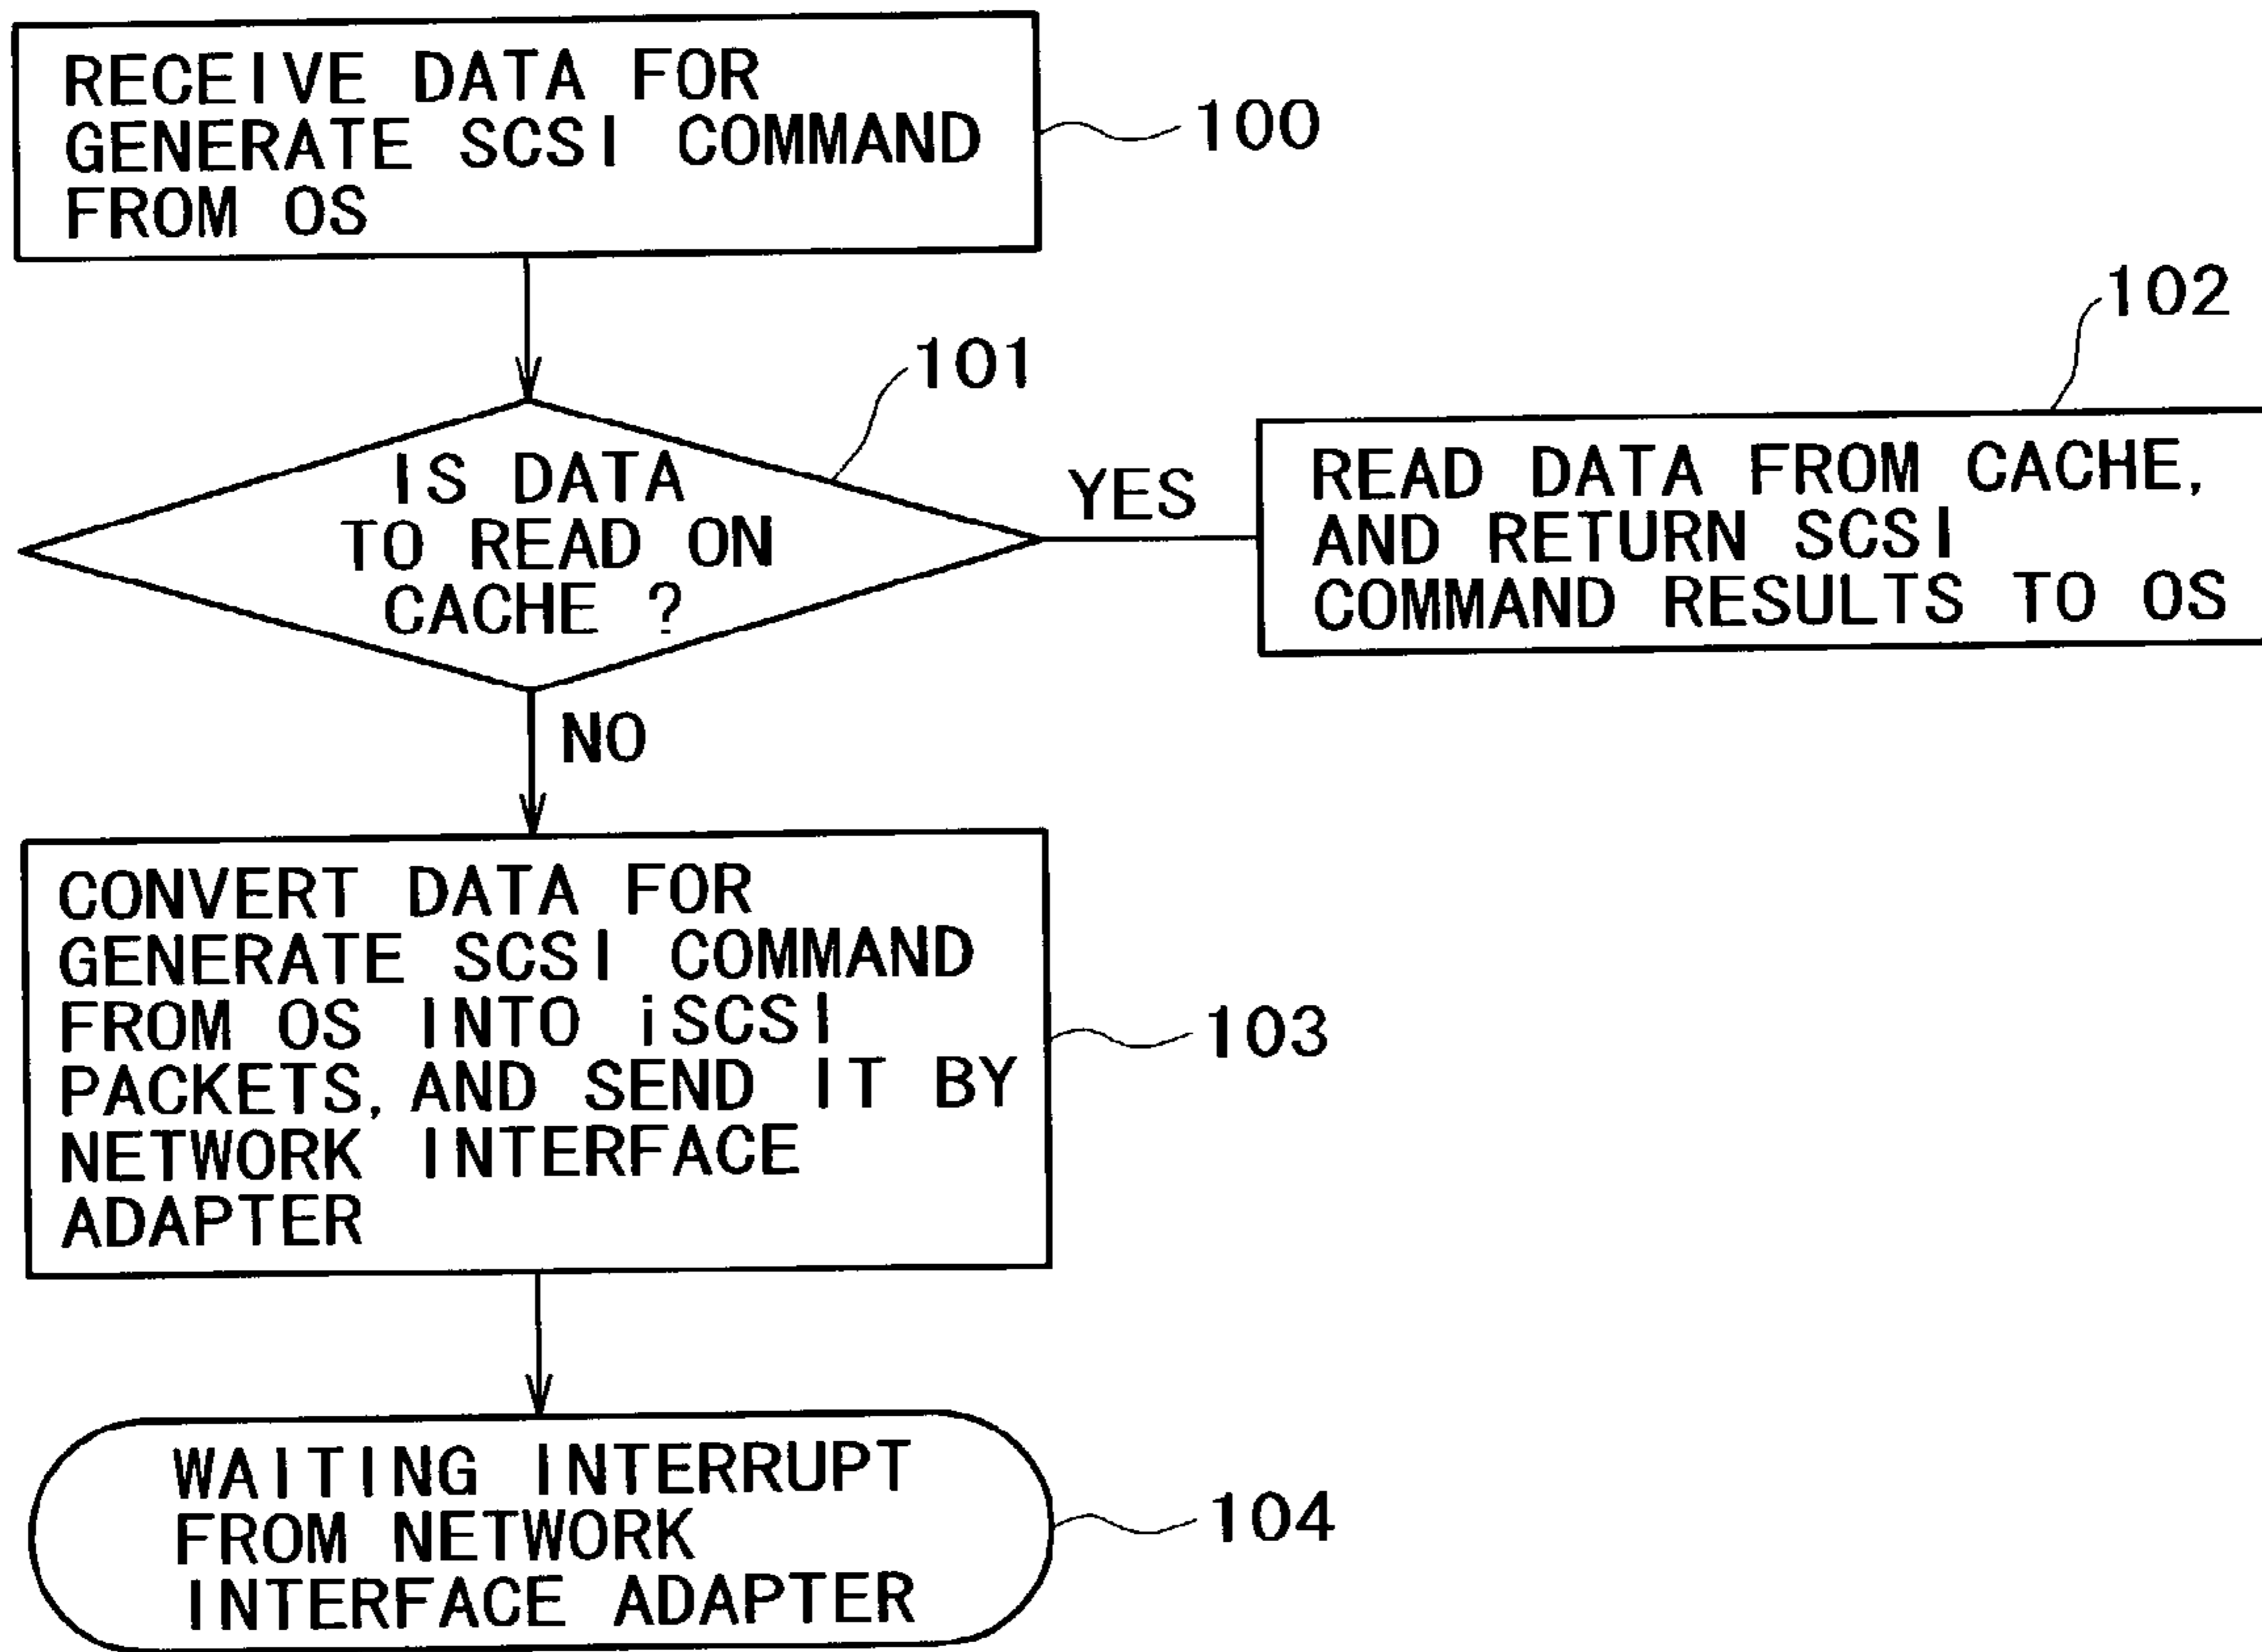 RECEIVE DATA FOR
GENERATE SCSI COMMAND
FROM OS
100
101
102
IS DATA
TO READ ON
CACHE ?
YES
READ DATA FROM CACHE,
AND RETURN SCSI
COMMAND RESULTS TO OS
NO
CONVERT DATA FOR
GENERATE SCSI COMMAND
FROM OS INTO iSCSI
PACKETS, AND SEND IT BY
NETWORK INTERFACE
ADAPTER
103
WAITING INTERRUPT
FROM NETWORK
INTERFACE ADAPTER
104